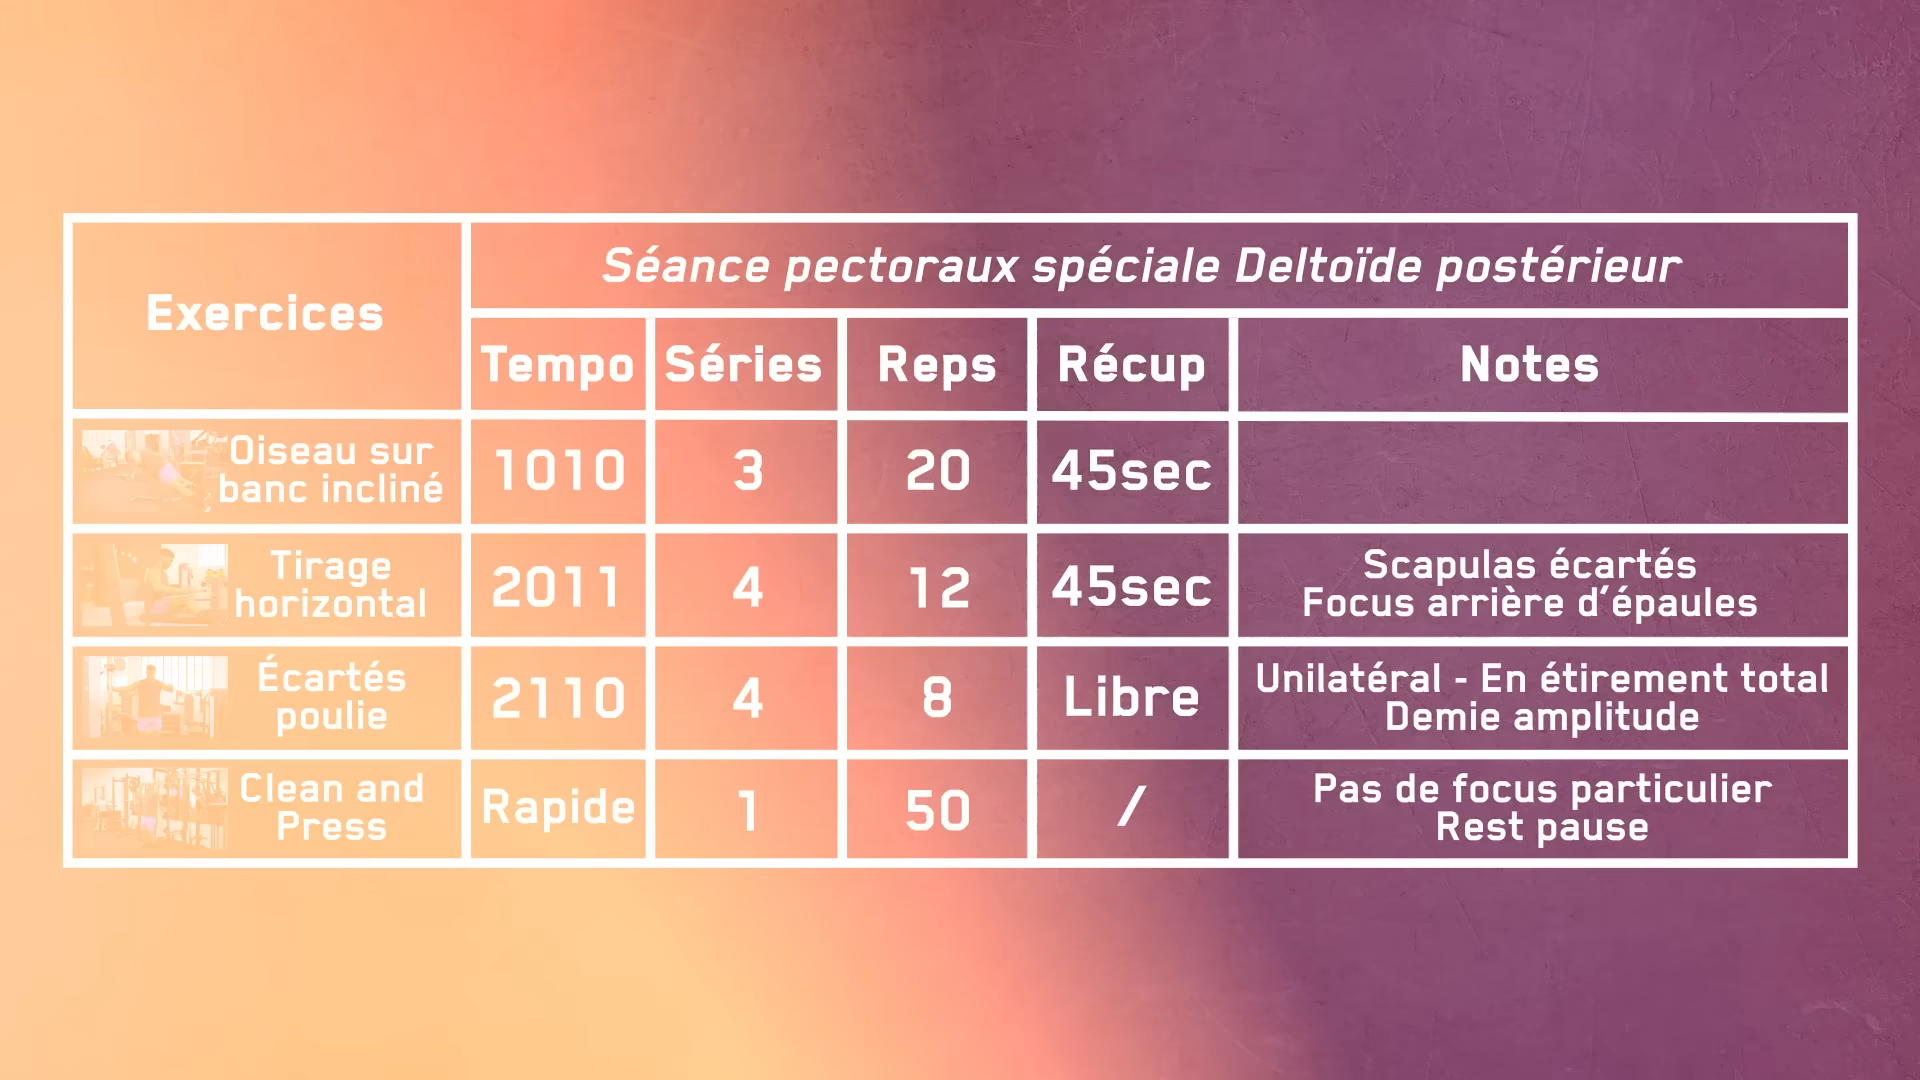 Exercices
Séance pectoraux spéciale Deltoïde postérieur
Tempo
Séries
Reps
Récup
Notes
Oiseau sur
banc incliné
1010
3
20
45sec
Tirage
horizontal
2011
4
12
45sec
Scapulas écartés
Focus arrière d'épaules
Écartés
poulie
2110
4
8
Libre
Unilatéral - En étirement total
Demie amplitude
Clean and
Press
Rapide
1
50
/
Pas de focus particulier
Rest pause